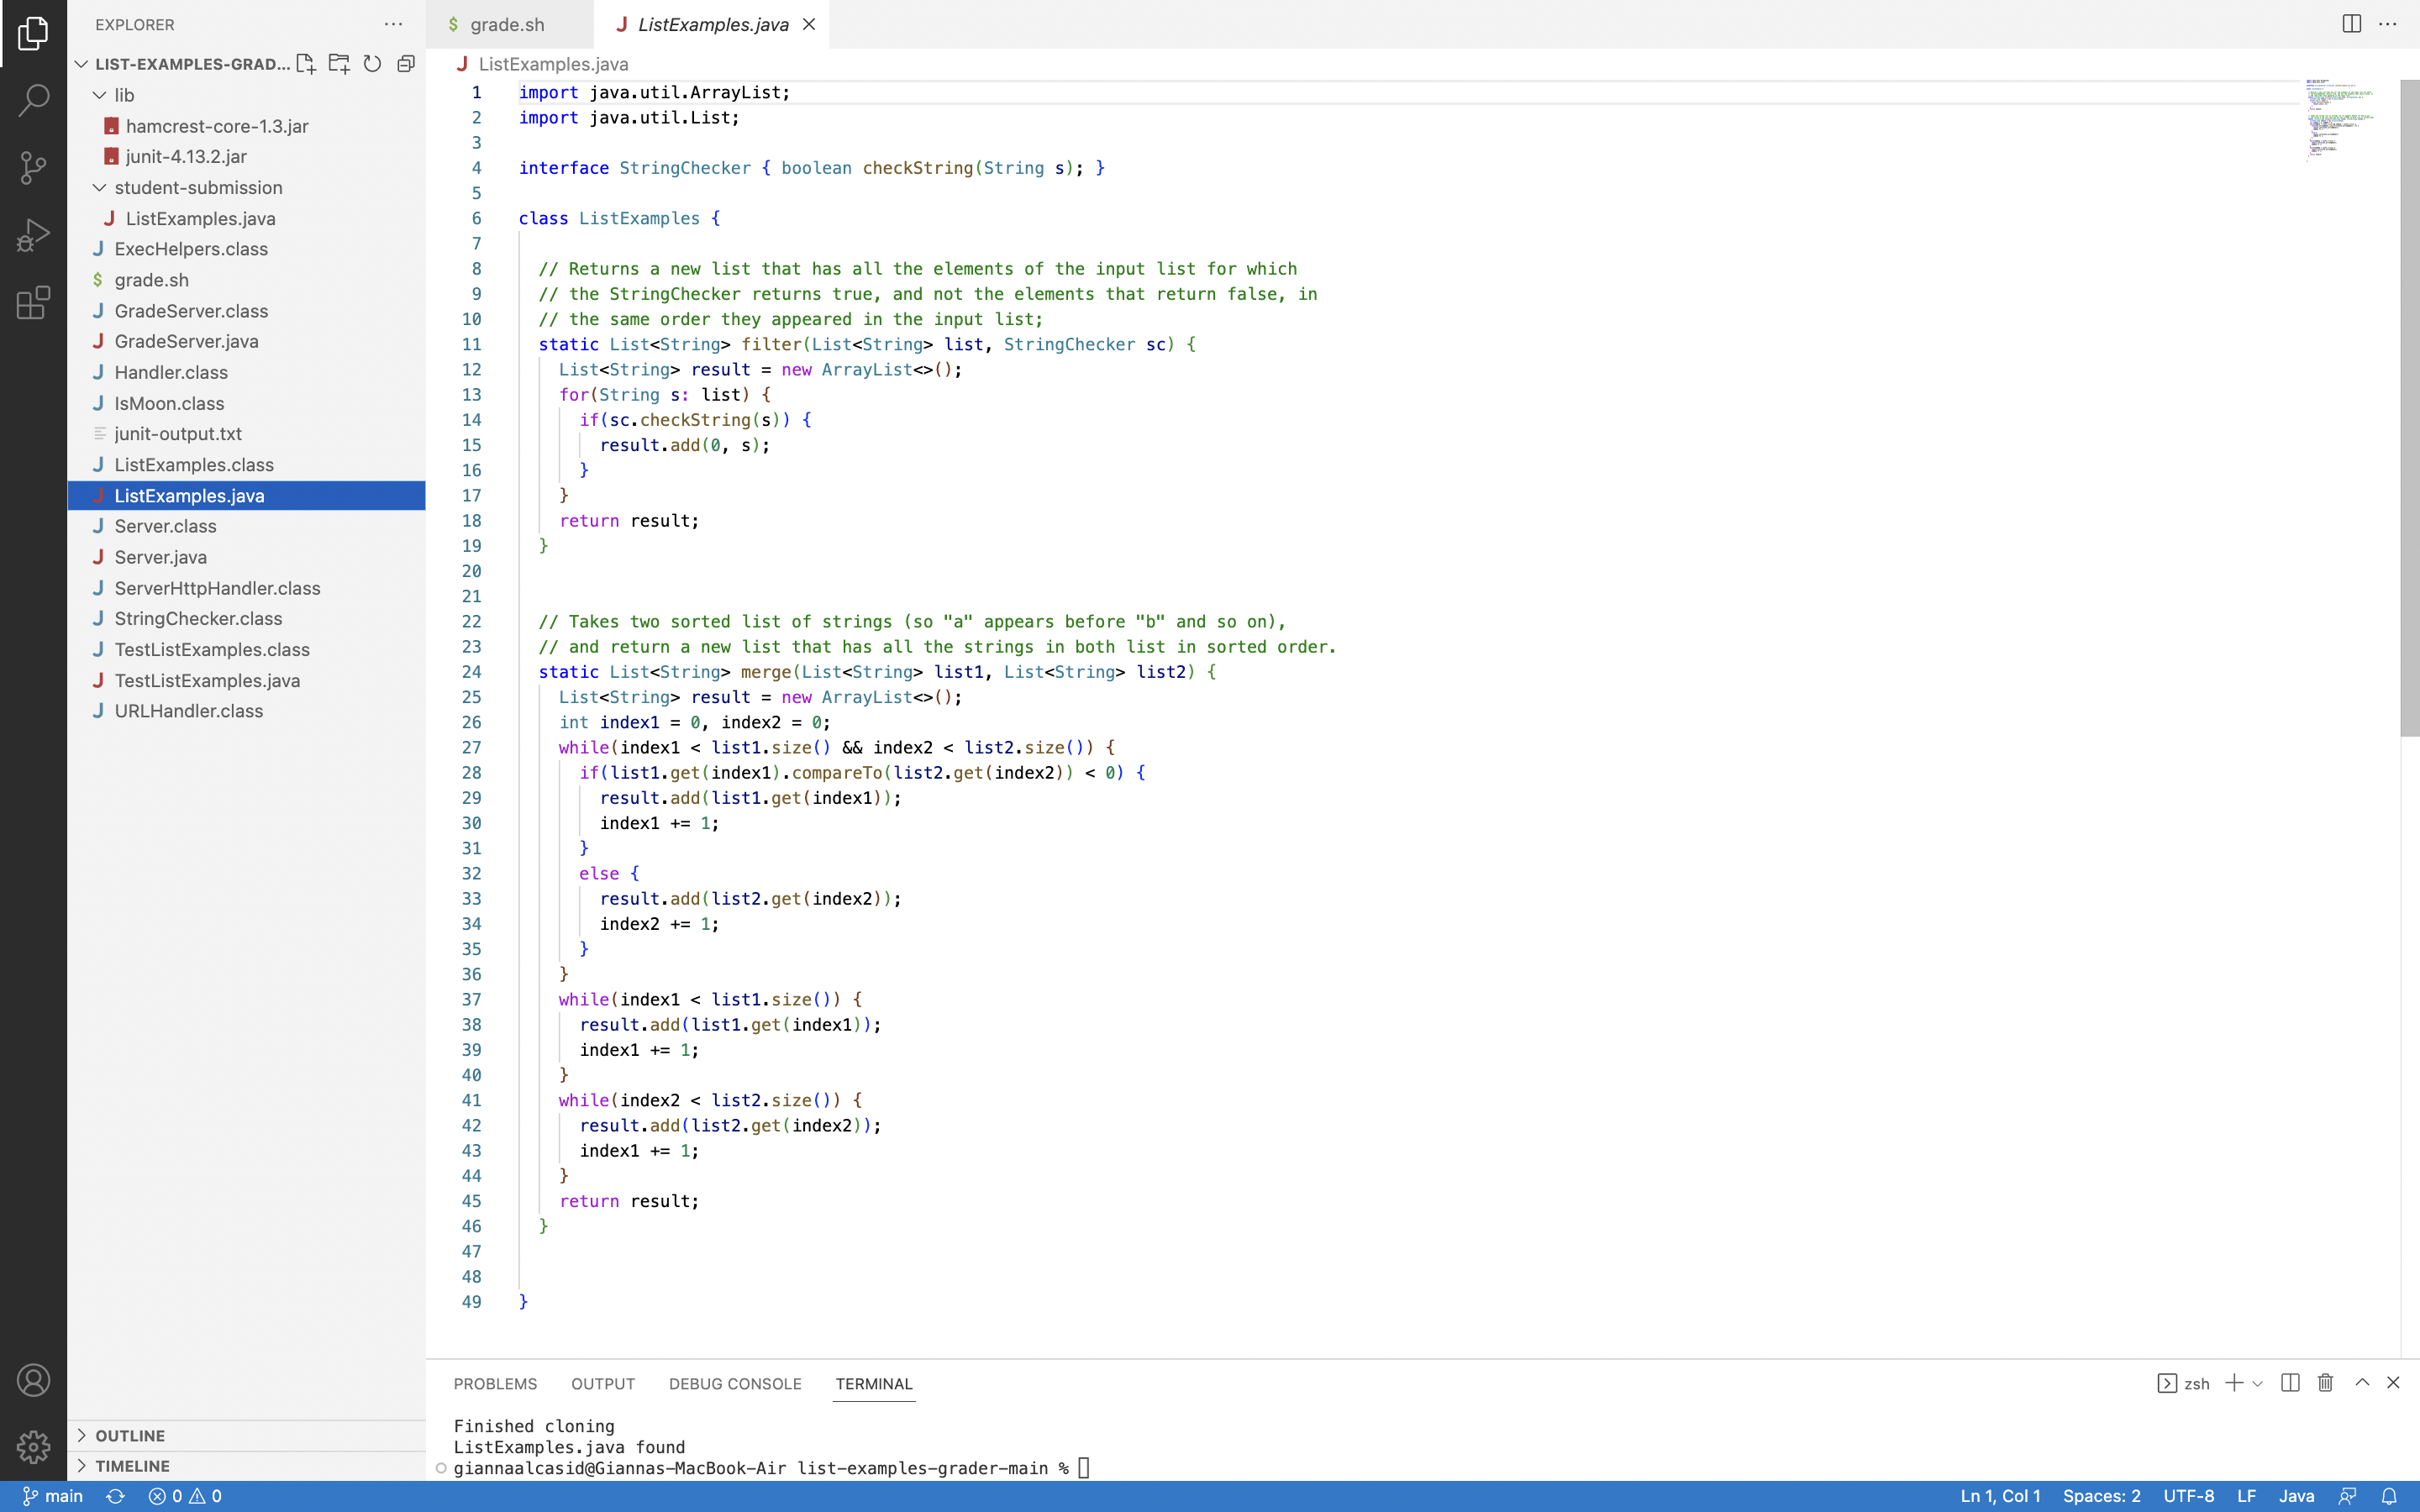 EXPLORER
LIST-EXAMPLES-GRAD...
lib
hamcrest-core-1.3.jar
junit-4.13.2.jar
student-submission
ListExamples.java
ExecHelpers.class
$ grade.sh
GradeServer.class
GradeServer.java
Handler.class
IsMoon.class
junit-output.txt
ListExamples.class
ListExamples.java
Server.class
Server.java
ServerHttpHandler.class
StringChecker.class
TestListExamples.class
TestListExamples.java
URLHandler.class
OUTLINE
TIMELINE
$ grade.sh
J ListExamples.java
J ListExamples.java
1 import java.util.ArrayList;
2 import java.util.List;
3
4 interface StringChecker { boolean checkString(String s); }
5
6 class ListExamples {
7
8 // Returns a new list that has all the elements of the input list for which
9 // the StringChecker returns true, and not the elements that return false, in
10 // the same order they appeared in the input list;
11 static List<String> filter(List<String> list, StringChecker sc) {
12 List<String> result = new ArrayList<>();
13 for(String s: list) {
14 if(sc.checkString(s)) {
15 result.add(0, s);
16 }
17 }
18 return result;
19 }
20
21
22 // Takes two sorted list of strings (so "a" appears before "b" and so on),
23 // and return a new list that has all the strings in both list in sorted order.
24 static List<String> merge(List<String> list1, List<String> list2) {
25 List<String> result = new ArrayList<>();
26 int index1 = 0, index2 = 0;
27 while(index1 < list1.size() && index2 < list2.size()) {
28 if(list1.get(index1).compareTo(list2.get(index2)) < 0) {
29 result.add(list1.get(index1));
30 index1 += 1;
31 }
32 else {
33 result.add(list2.get(index2));
34 index2 += 1;
35 }
36 }
37 while(index1 < list1.size()) {
38 result.add(list1.get(index1));
39 index1 += 1;
40 }
41 while(index2 < list2.size()) {
42 result.add(list2.get(index2));
43 index1 += 1;
44 }
45 return result;
46 }
47
48
49 }
PROBLEMS OUTPUT DEBUG CONSOLE TERMINAL
zsh
Finished cloning
ListExamples.java found
giannaalcasid@Giannas-MacBook-Air list-examples-grader-main %
main 0 0
Ln 1, Col 1 Spaces: 2 UTF-8 LF Java